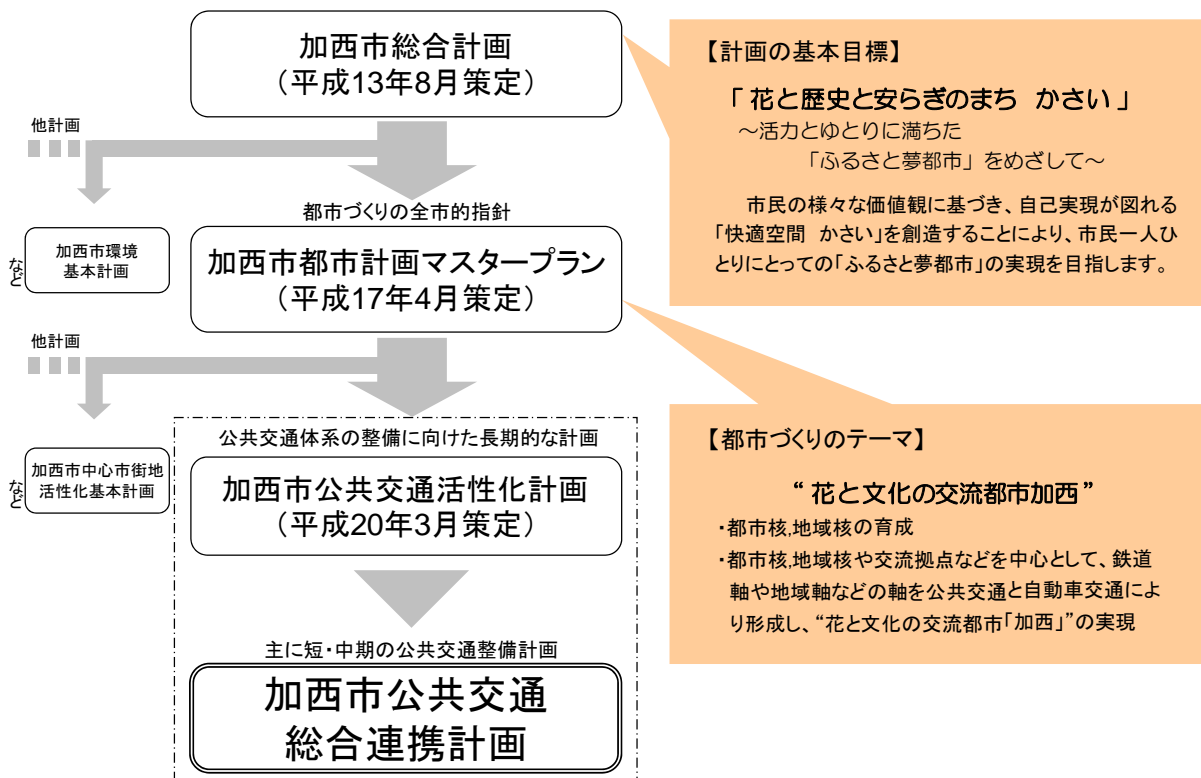 加西市総合計画
(平成13年8月策定)
【計画の基本目標】
「 花と歴史と安らぎのまち かさい 」
~活力とゆとりに満ちた
「ふるさと夢都市」をめざして~
市民の様々な価値観に基づき、自己実現が図れる
「快適空間 かさい」を創造することにより、市民一人ひ
とりにとっての「ふるさと夢都市」の実現を目指します。
他計画
都市づくりの全市的指針
加西市環境
基本計画
など
加西市都市計画マスタープラン
(平成17年4月策定)
他計画
【都市づくりのテーマ】
“ 花と文化の交流都市加西”
・都市核,地域核の育成
・都市核,地域核や交流拠点などを中心として、鉄道
軸や地域軸などの軸を公共交通と自動車交通によ
り形成し、“花と文化の交流都市「加西」”の実現
公共交通体系の整備に向けた長期的な計画
加西市中心市街地
活性化基本計画
など
加西市公共交通活性化計画
(平成20年3月策定)
主に短・中期の公共交通整備計画
加西市公共交通
総合連携計画